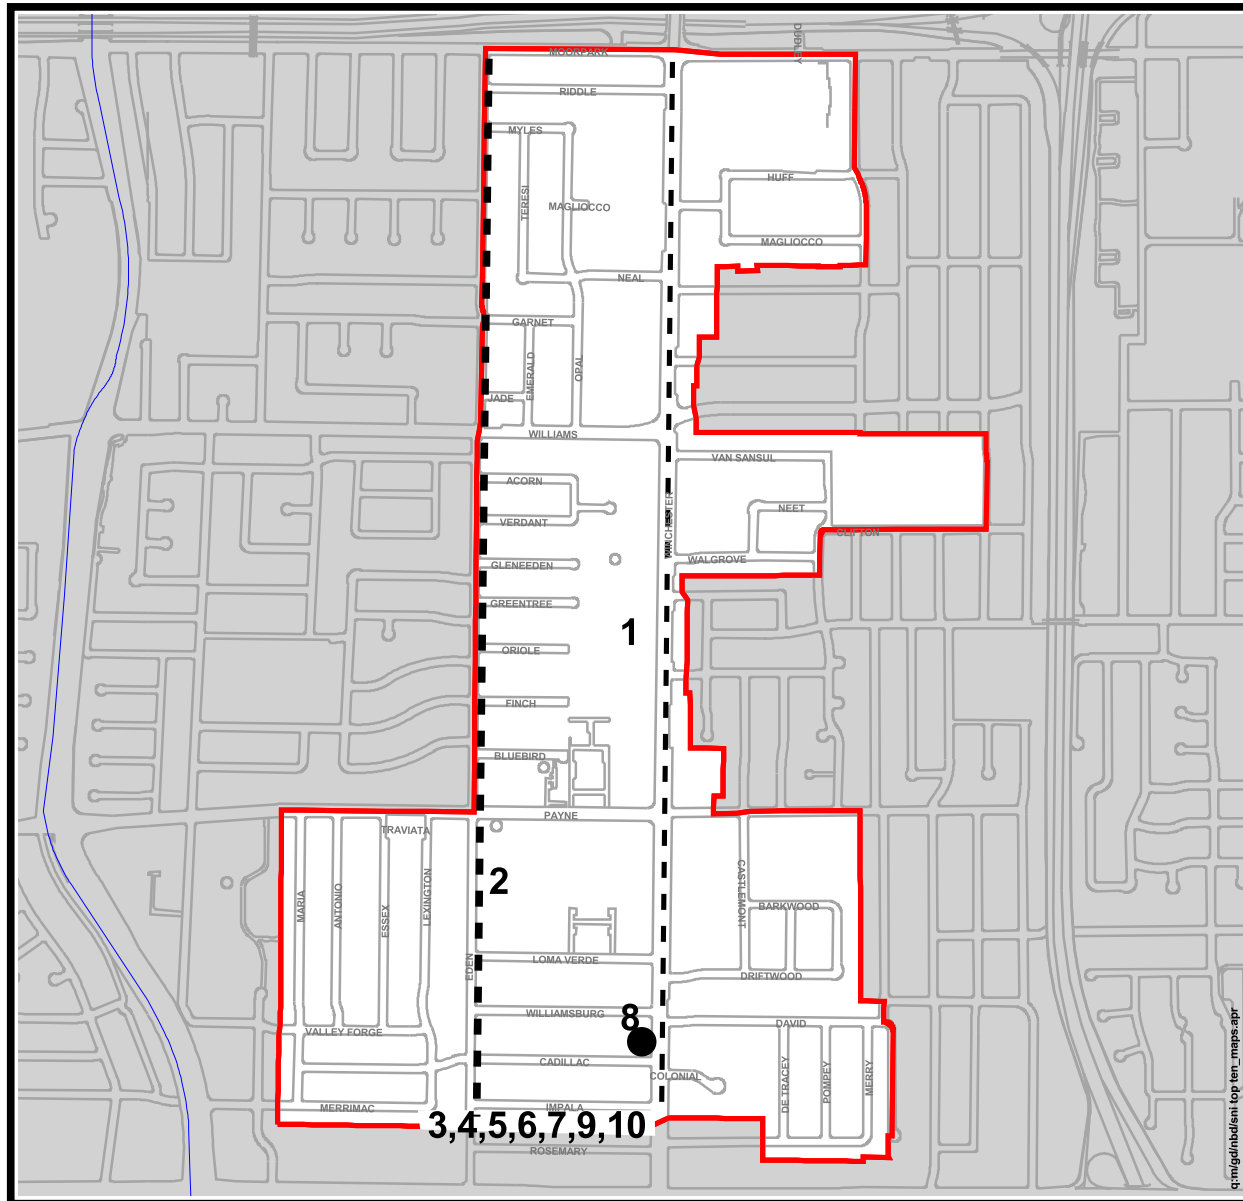 DUDLEY
MOORPARK
RIDDLE
MYLES
HUFF
TERESI
MAGLIOCCO
MAGLIOCCO
NEAL
GARNET
EMERALD
OPAL
JADE
WILLIAMS
VAN SANSUL
ACORN
NEET
VERDANT
WINCHESTER
CLIFTON
WALGROVE
GLENEEDEN
GREENTREE
1
ORIOLE
FINCH
BLUEBIRD
PAYNE
TRAVIATA
2
MARIA
ANTONIO
ESSEX
LEXINGTON
CASTLEMONT
BARKWOOD
EDEN
LOMA VERDE
DRIFTWOOD
WILLIAMSBURG
8
DAVID
VALLEY FORGE
CADILLAC
COLONIAL
DE TRACEY
POMPEY
MERRY
MERRIMAC
IMPALA
3,4,5,6,7,9,10
ROSEMARY
q:m/gd/nbd/sni top ten_maps.apr